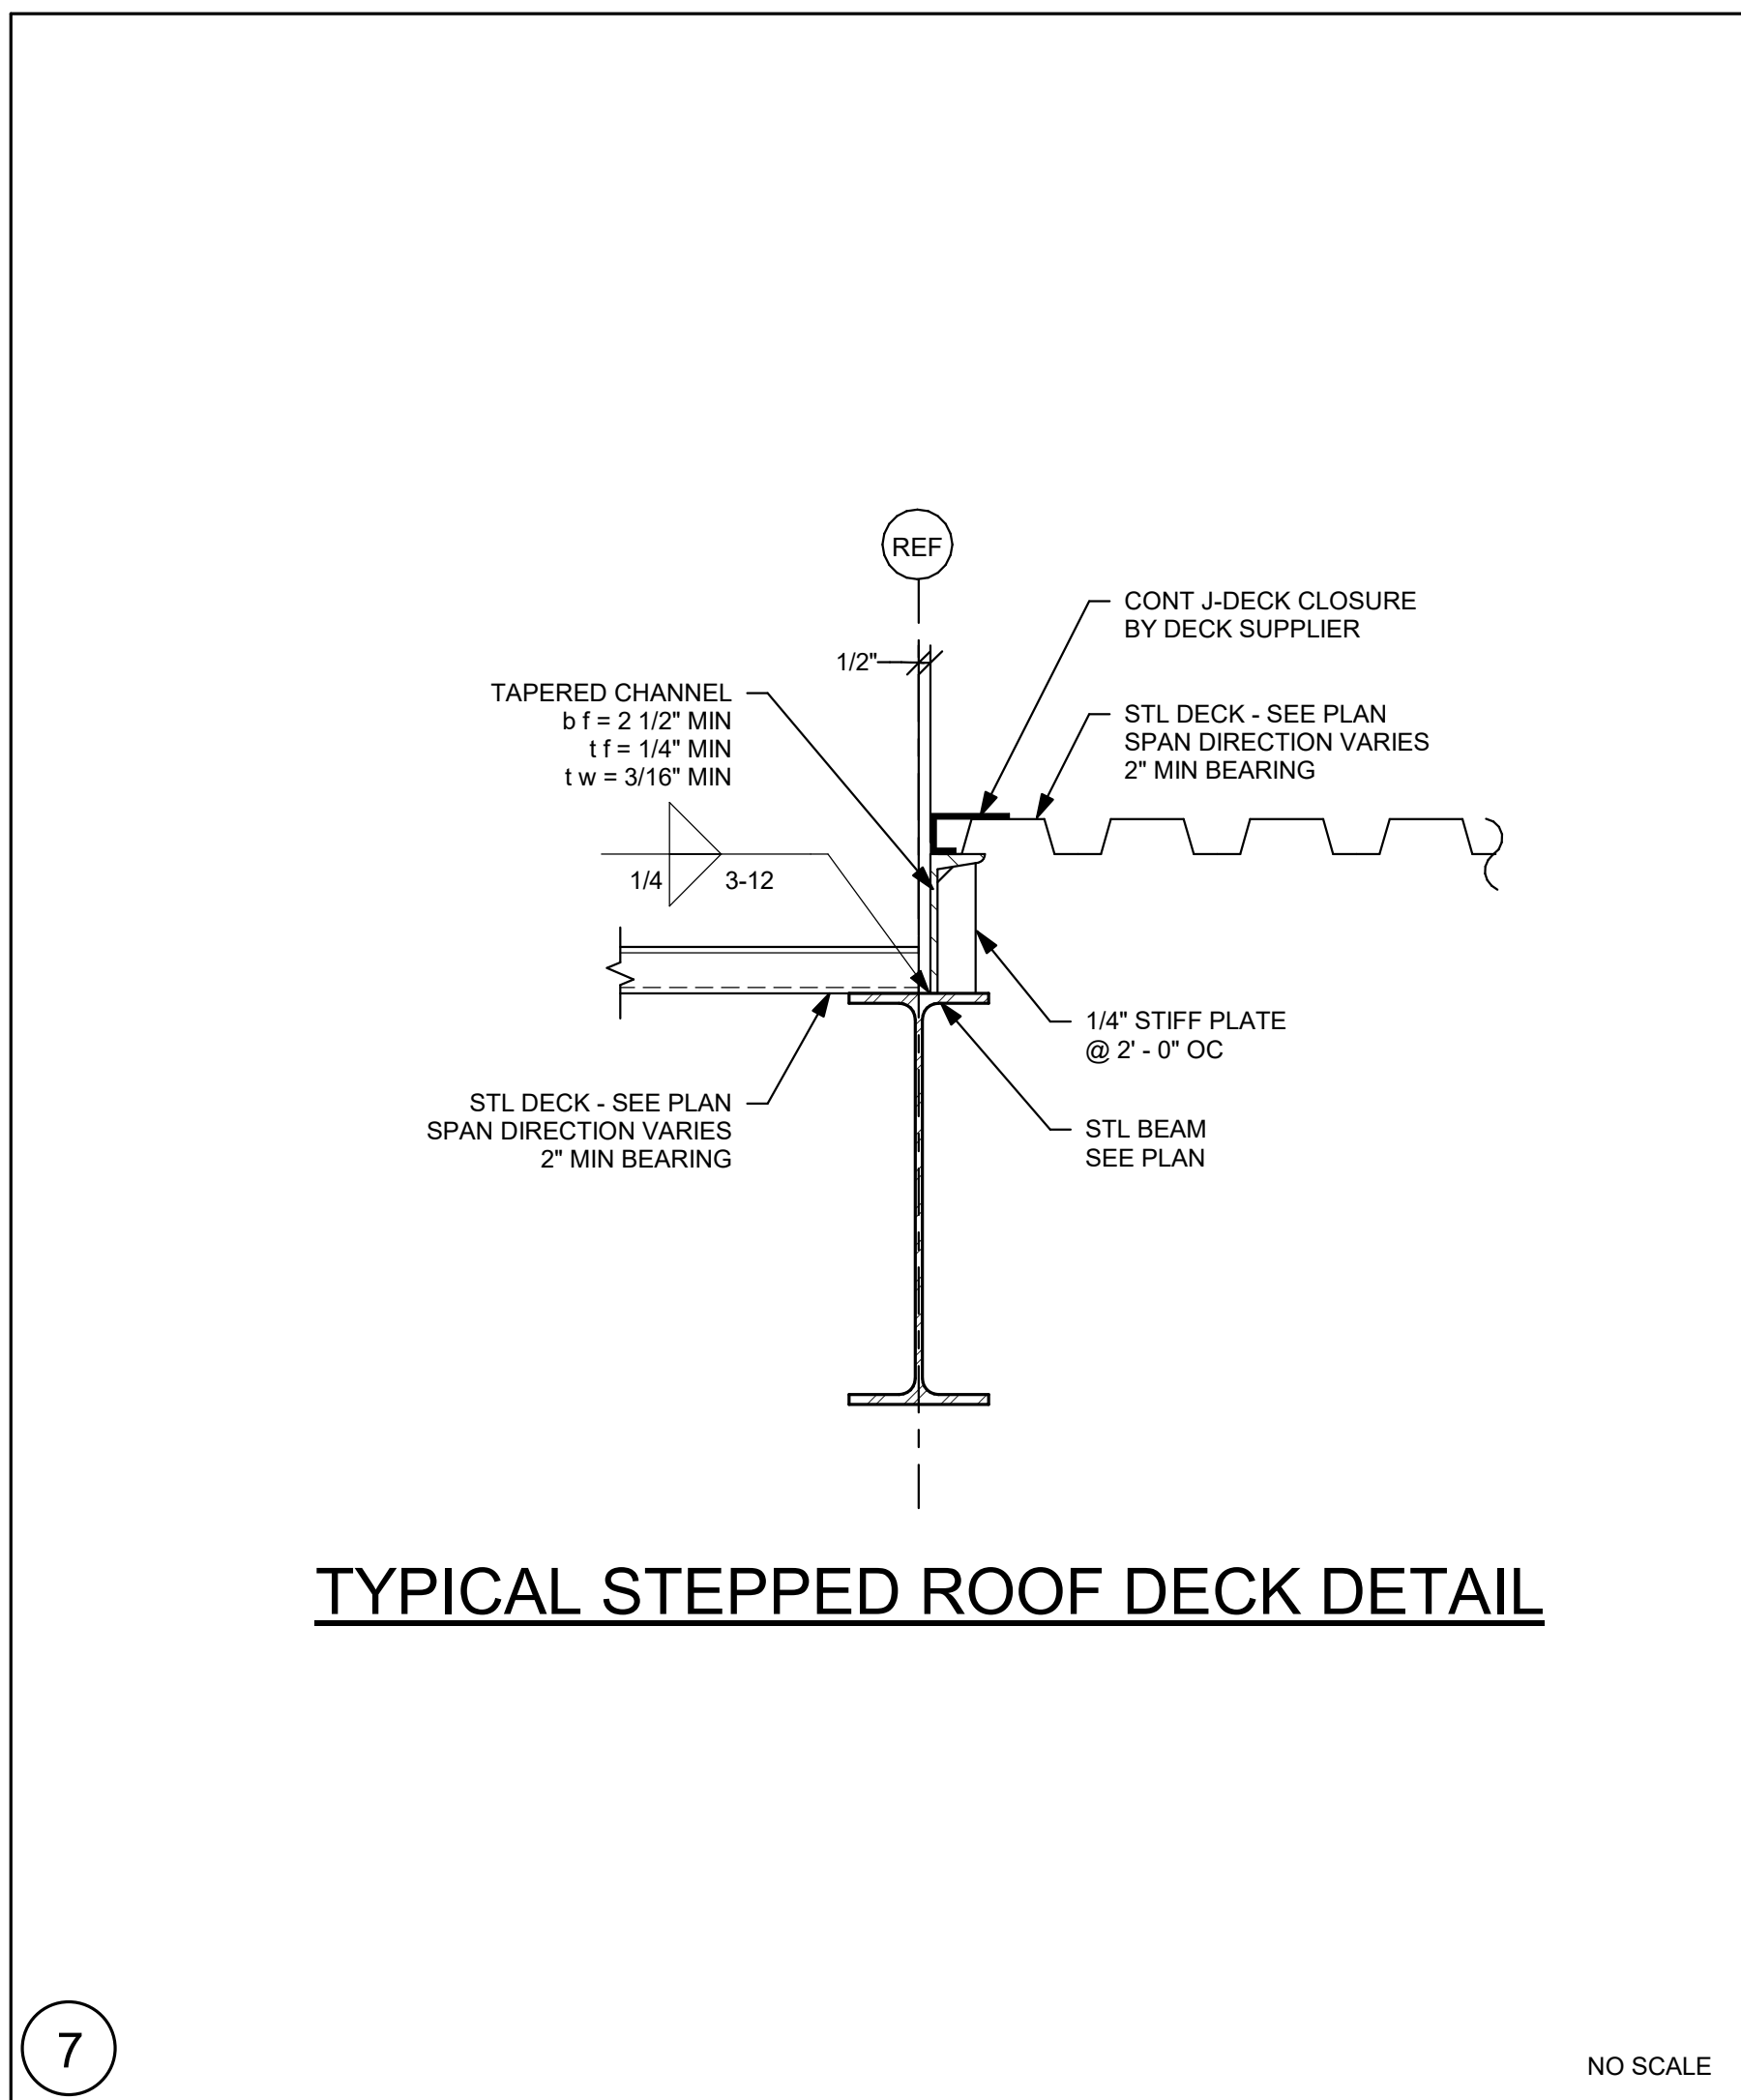 REF
CONT J-DECK CLOSURE
BY DECK SUPPLIER
1/2"
TAPERED CHANNEL
b f = 2 1/2" MIN
t f = 1/4" MIN
t w = 3/16" MIN
STL DECK - SEE PLAN
SPAN DIRECTION VARIES
2" MIN BEARING
1/4
3-12
1/4" STIFF PLATE
@ 2' - 0" OC
STL DECK - SEE PLAN
SPAN DIRECTION VARIES
2" MIN BEARING
STL BEAM
SEE PLAN
TYPICAL STEPPED ROOF DECK DETAIL
7
NO SCALE